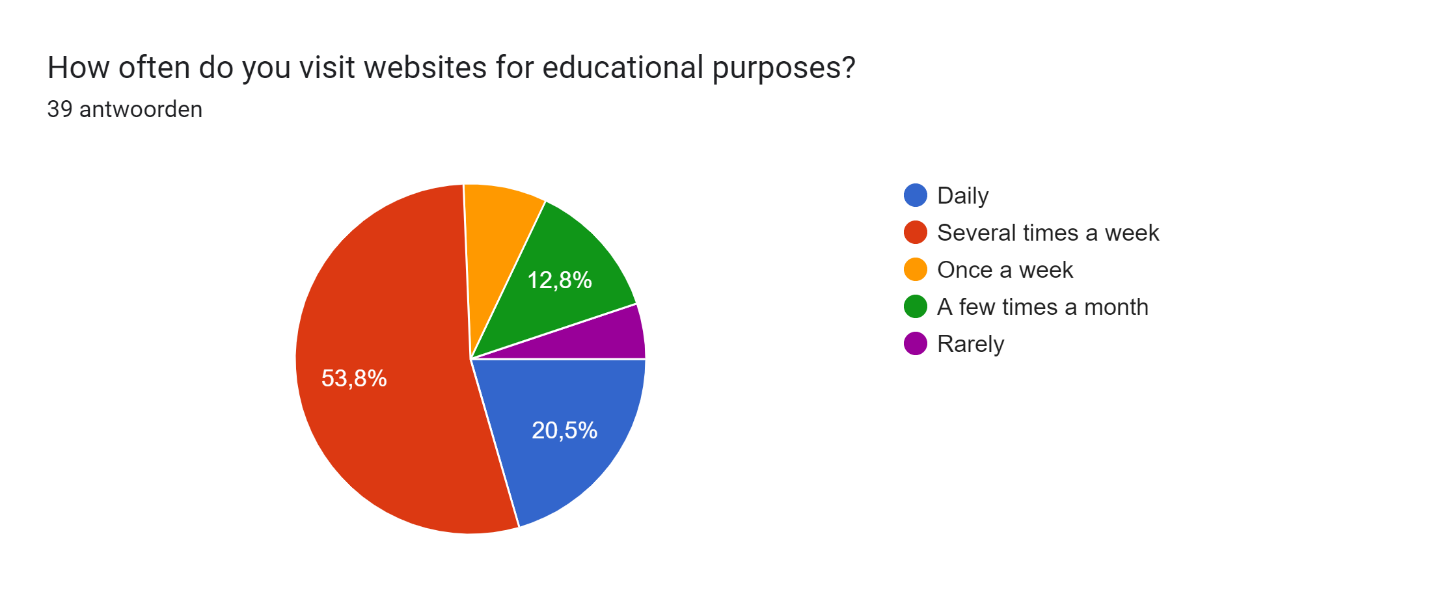 How often do you visit websites for educational purposes?
39 antwoorden
12,8%
53,8%
20,5%
Daily
Several times a week
Once a week
A few times a month
Rarely